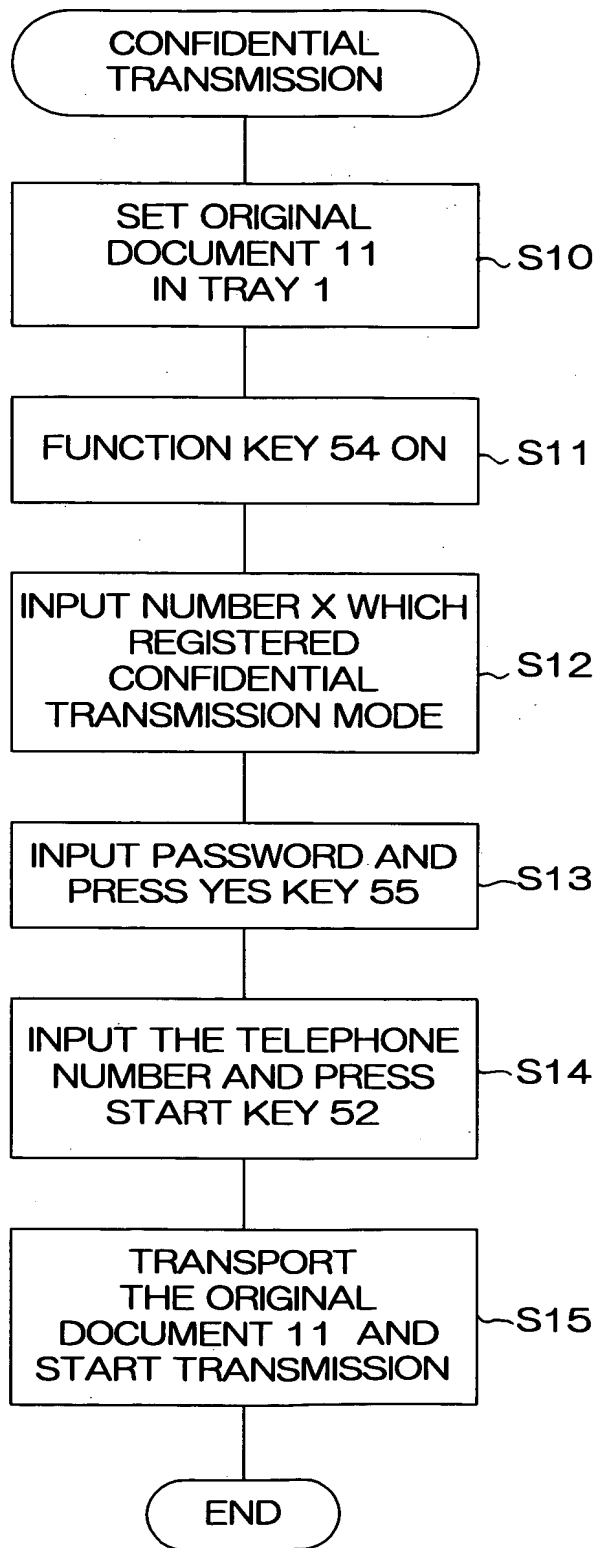 CONFIDENTIAL
TRANSMISSION
SET ORIGINAL
DOCUMENT 11
IN TRAY 1
S10
FUNCTION KEY 54 ON
S11
INPUT NUMBER X WHICH
REGISTERED
CONFIDENTIAL
TRANSMISSION MODE
S12
INPUT PASSWORD AND
PRESS YES KEY 55
S13
INPUT THE TELEPHONE
NUMBER AND PRESS
START KEY 52
S14
TRANSPORT
THE ORIGINAL
DOCUMENT 11 AND
START TRANSMISSION
S15
END